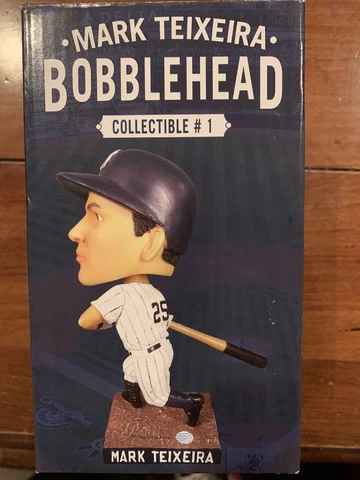 ·MARK TEIXEIRA·
BOBBLEHEAD
COLLECTIBLE # 1
25
MARK TEIXEIRA